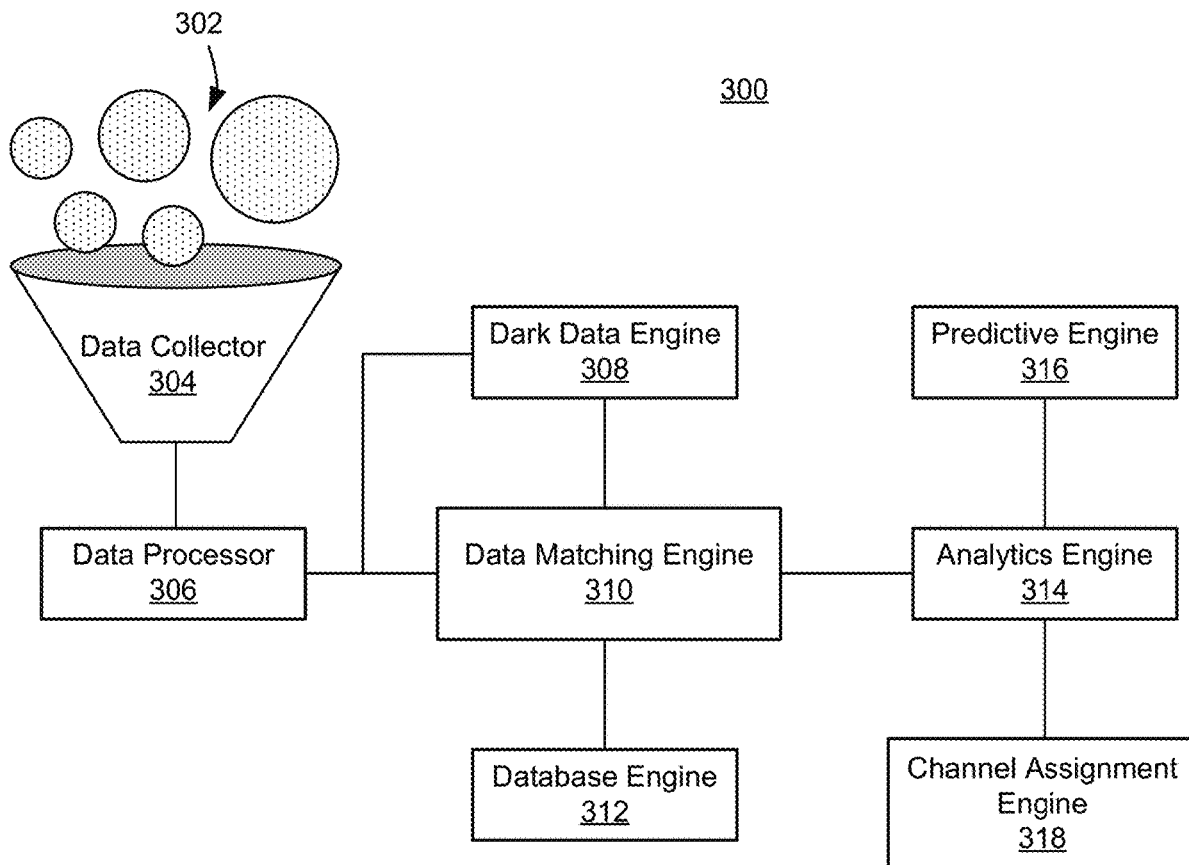 302
300
Data Collector
304
Dark Data Engine
308
Predictive Engine
316
Data Processor
306
Data Matching Engine
310
Analytics Engine
314
Database Engine
312
Channel Assignment
Engine
318